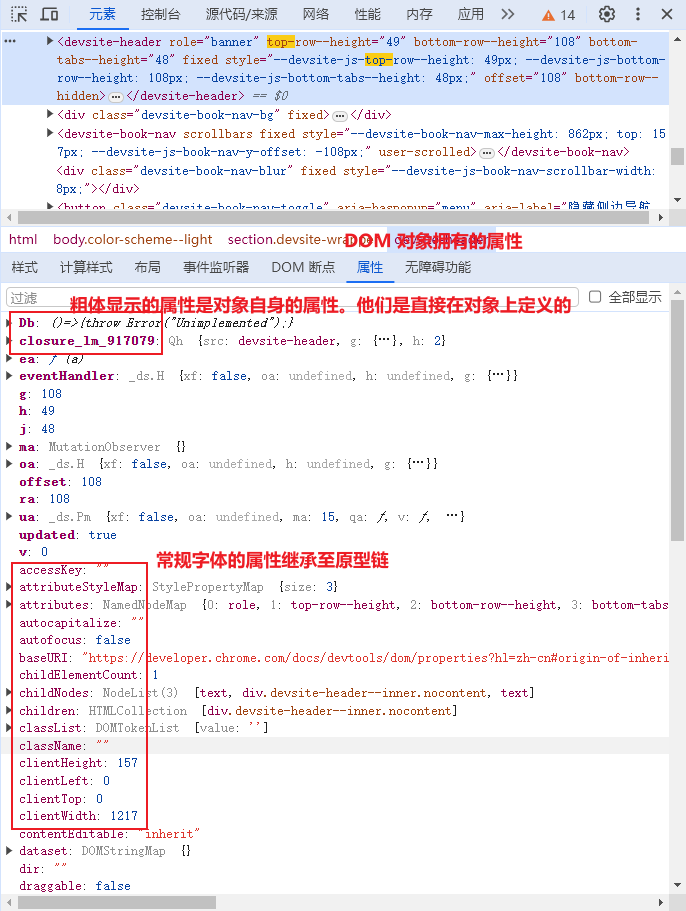 元素 控制台 源代码/来源 网络 性能 内存 应用 >> 14
<devsite-header role="banner" top-row--height="49" bottom-row--height="108" bottom-
tabs--height="48" fixed style="--devsite-js-top-row--height: 49px; --devsite-js-bottom-
row--height: 108px; --devsite-js-bottom-tabs--height: 48px;" offset="108" bottom-row--
hidden> … </devsite-header> == $0
<div class="devsite-book-nav-bg" fixed> … </div>
<devsite-book-nav scrollbars fixed style="--devsite-book-nav-max-height: 862px; top: 15
7px; --devsite-js-book-nav-y-offset: -108px;" user-scrolled> … </devsite-book-nav>
<div class="devsite-book-nav-blur" fixed style="--devsite-js-book-nav-scrollbar-width:
8px;"></div>
<button class="devsite-book-nav-toggle" aria-haspopup="menu" aria-label="隐藏侧边导航
html body.color-scheme--light section.devsite-wrapper
DOM 对象拥有的属性
样式 计算样式 布局 事件监听器 DOM 断点 属性 无障碍功能
过滤 全部显示
粗体显示的属性是对象自身的属性。他们是直接在对象上定义的
Db: ()=>{throw Error("Unimplemented");}
closure_lm_917079: Qh {src: devsite-header, g: {…}, h: 2}
ea: ƒ (a)
eventHandler: _ds.H {xf: false, oa: undefined, h: undefined, g: {…}}
g: 108
h: 49
j: 48
ma: MutationObserver {}
oa: _ds.H {xf: false, oa: undefined, h: undefined, g: {…}}
offset: 108
ra: 108
ua: _ds.Pm {xf: false, oa: undefined, ma: 15, qa: ƒ, v: ƒ, …}
updated: true
v: 0
常规字体的属性继承至原型链
accessKey: ""
attributeStyleMap: StylePropertyMap {size: 3}
attributes: NamedNodeMap {0: role, 1: top-row--height, 2: bottom-row--height, 3: bottom-tabs
autocapitalize: ""
autofocus: false
baseURI: "https://developer.chrome.com/docs/devtools/dom/properties?hl=zh-cn#origin-of-inheri
childElementCount: 1
childNodes: NodeList(3) [text, div.devsite-header--inner.nocontent, text]
children: HTMLCollection [div.devsite-header--inner.nocontent]
classList: DOMTokenList [value: '']
className: ""
clientHeight: 157
clientLeft: 0
clientTop: 0
clientWidth: 1217
contentEditable: "inherit"
dataset: DOMStringMap {}
dir: ""
draggable: false